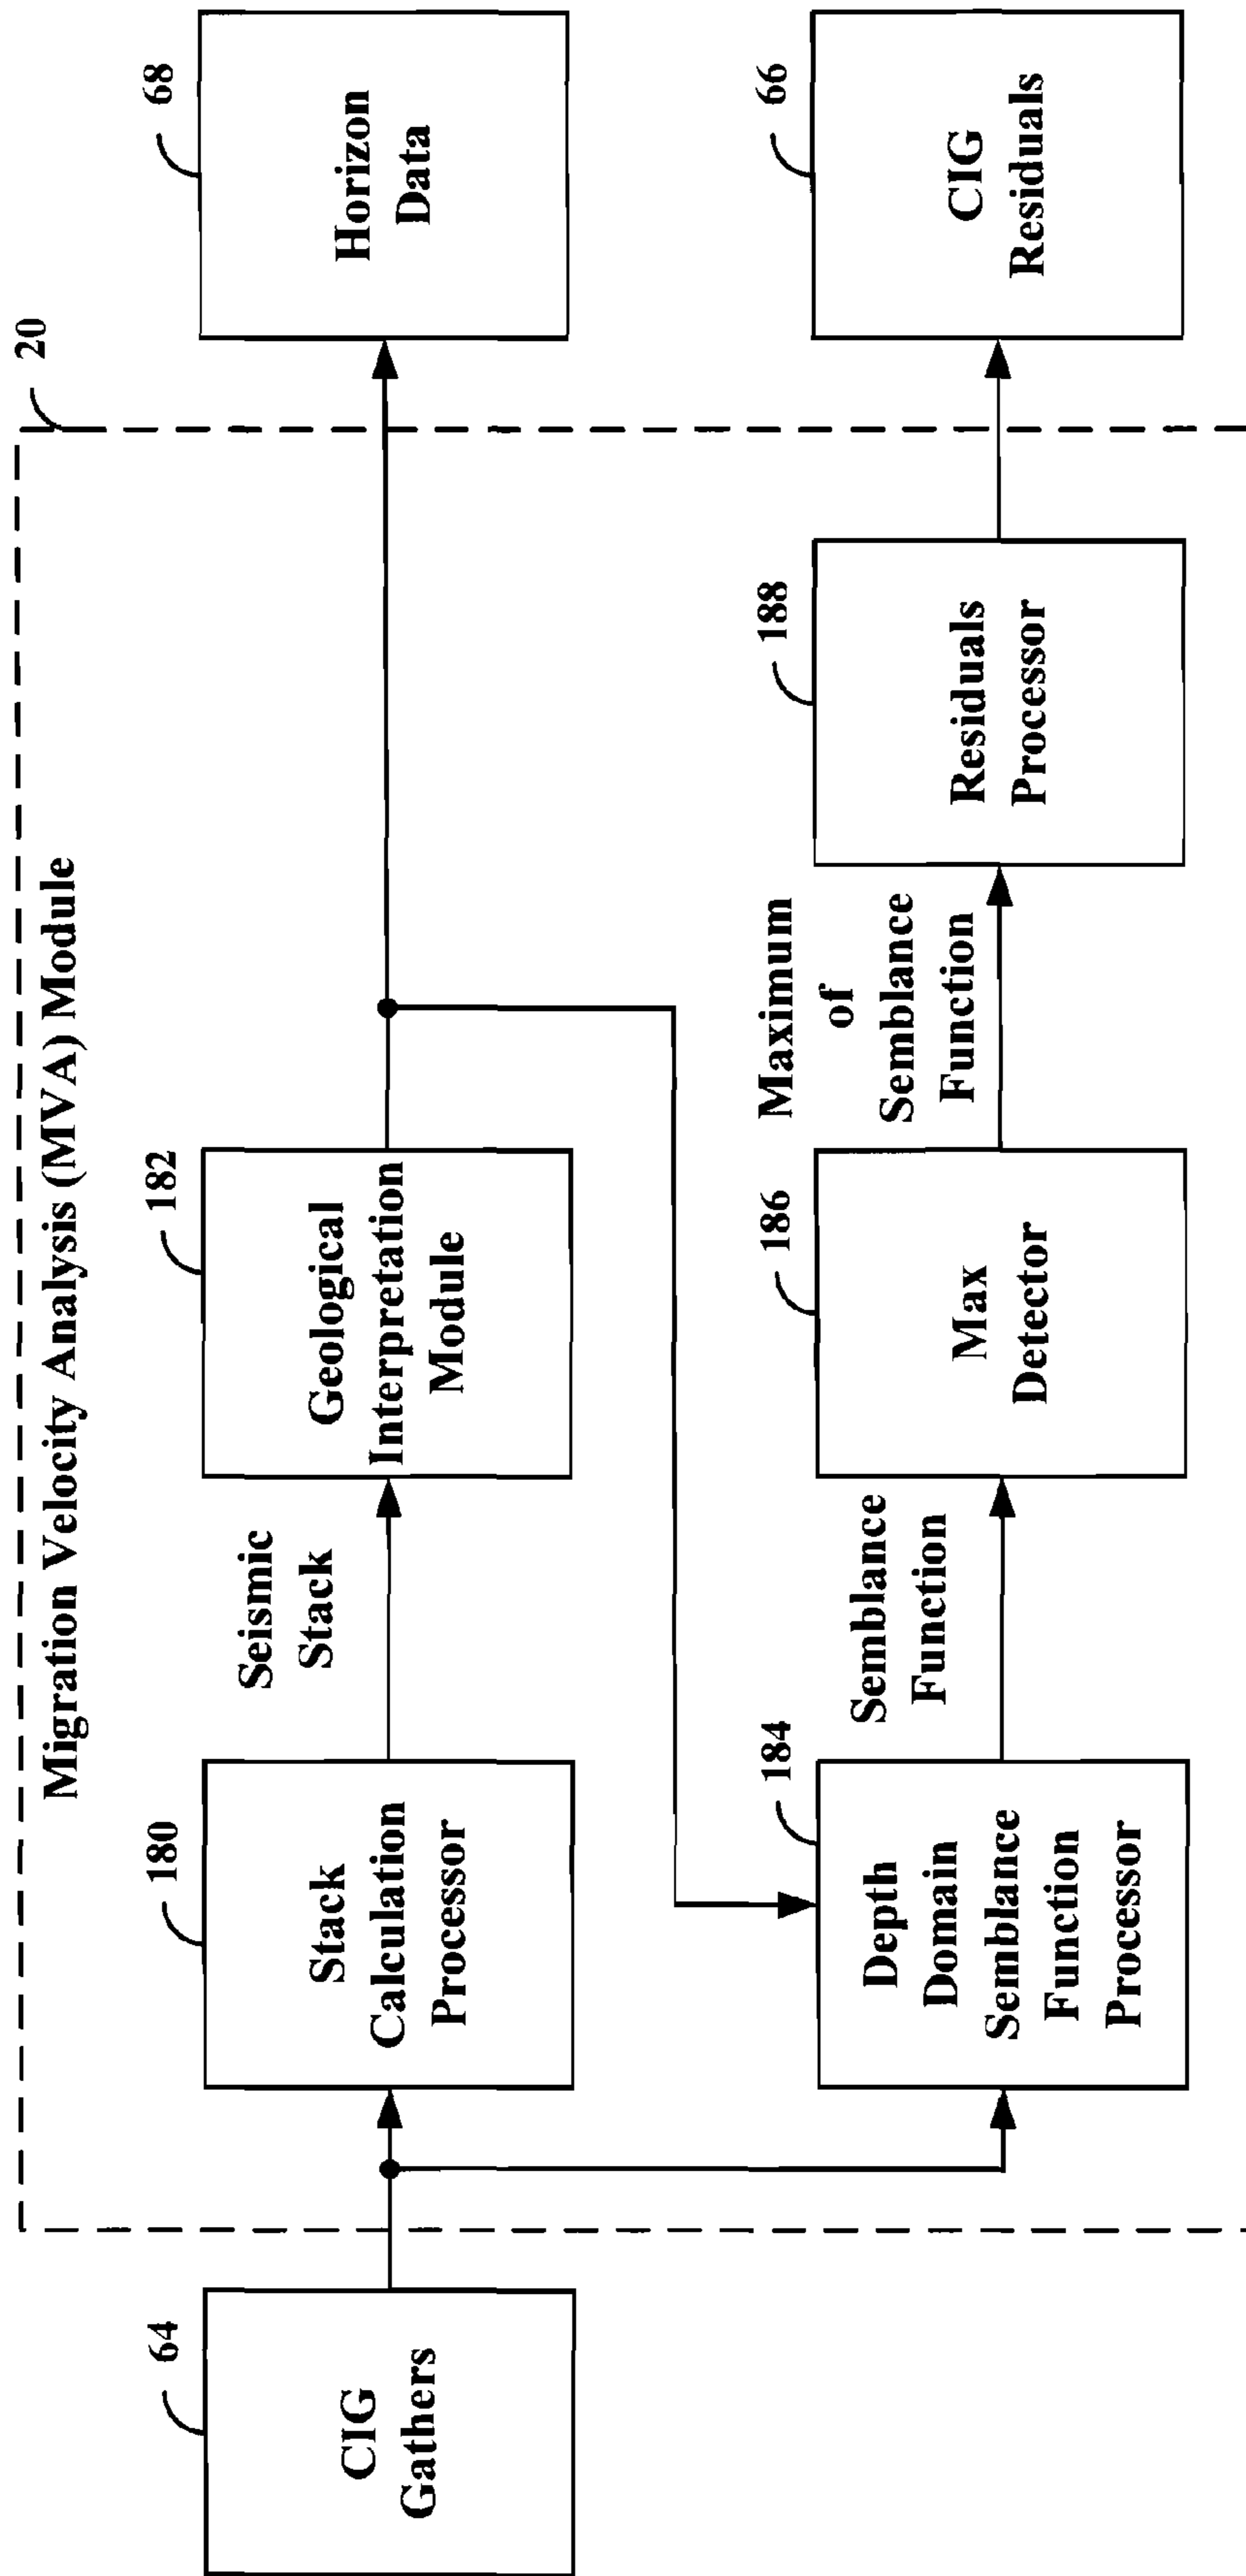 20
Migration Velocity Analysis (MVA) Module
64
CIG
Gathers
180
Stack
Calculation
Processor
Seismic
Stack
182
Geological
Interpretation
Module
68
Horizon
Data
184
Depth
Domain
Semblance
Function
Processor
Semblance
Function
186
Max
Detector
Maximum
of
Semblance
Function
188
Residuals
Processor
66
CIG
Residuals